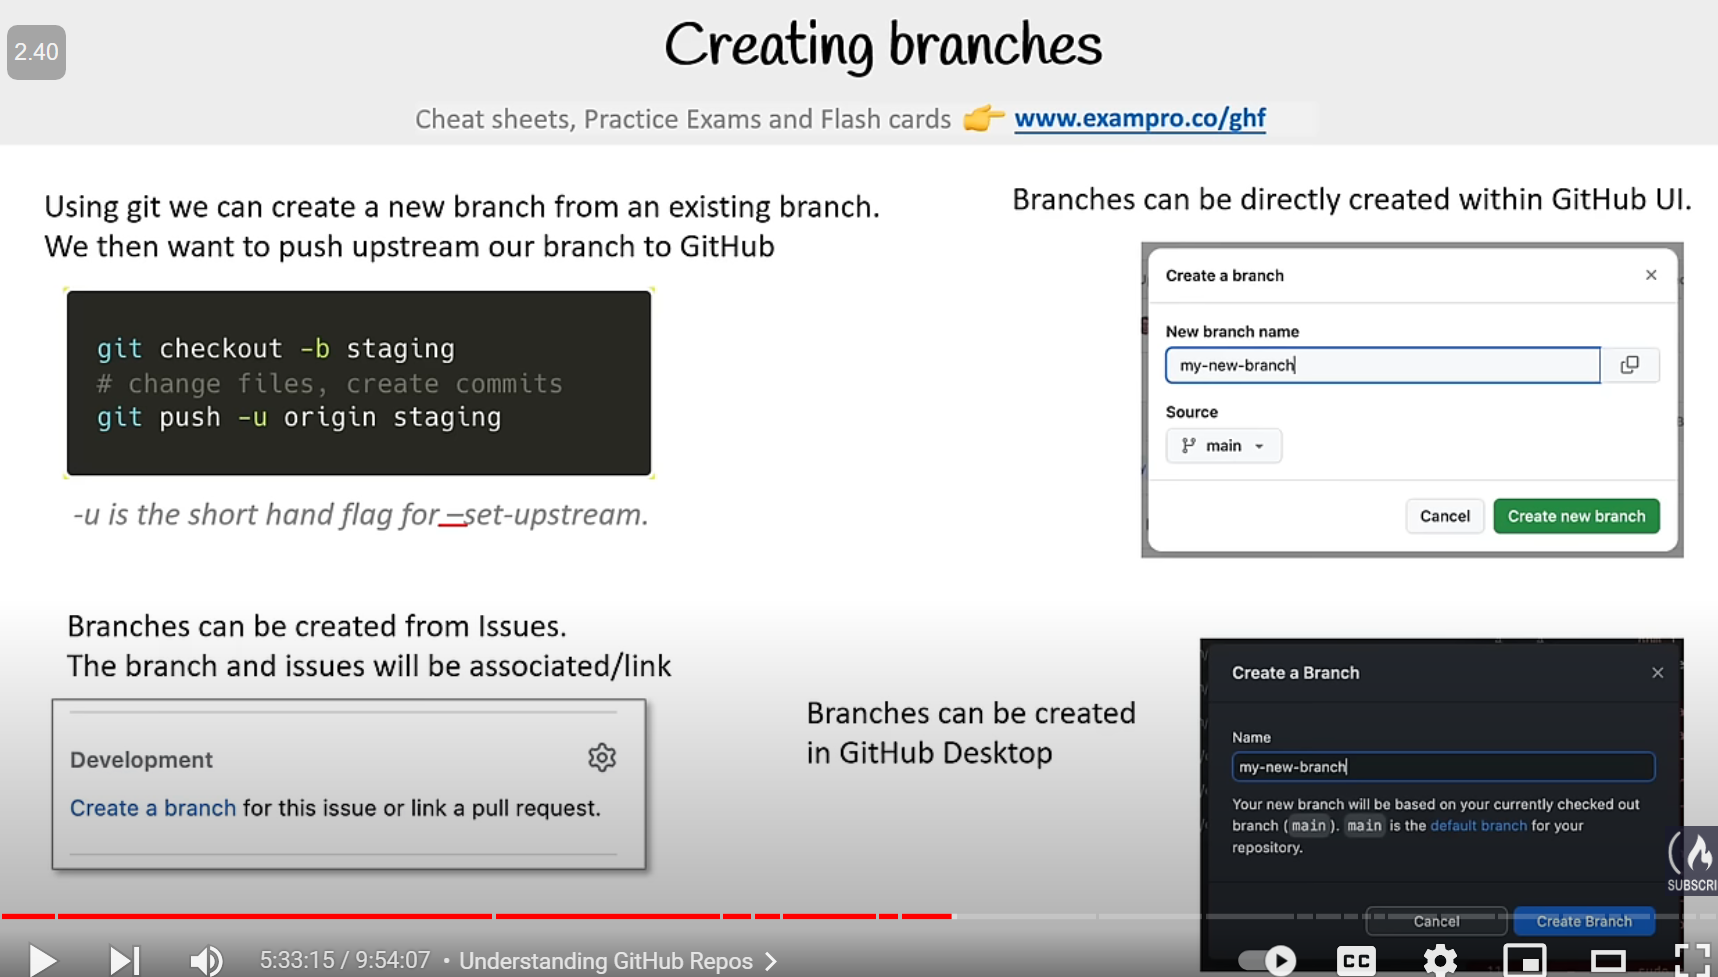 2.40
Creating branches
Cheat sheets, Practice Exams and Flash cards 👉 www.exampro.co/ghf
Using git we can create a new branch from an existing branch.
We then want to push upstream our branch to GitHub
git checkout -b staging
# change files, create commits
git push -u origin staging
-u is the short hand flag for –set-upstream.
Branches can be directly created within GitHub UI.
Create a branch
New branch name
my-new-branch
Source
main
Cancel
Create new branch
Branches can be created from Issues.
The branch and issues will be associated/link
Development
Create a branch for this issue or link a pull request.
Branches can be created
in GitHub Desktop
Create a Branch
Name
my-new-branch
Your new branch will be based on your currently checked out
branch (main). main is the default branch for your
repository.
Cancel
Create Branch
SUBSCRI
5:33:15 / 9:54:07 • Understanding GitHub Repos
CC